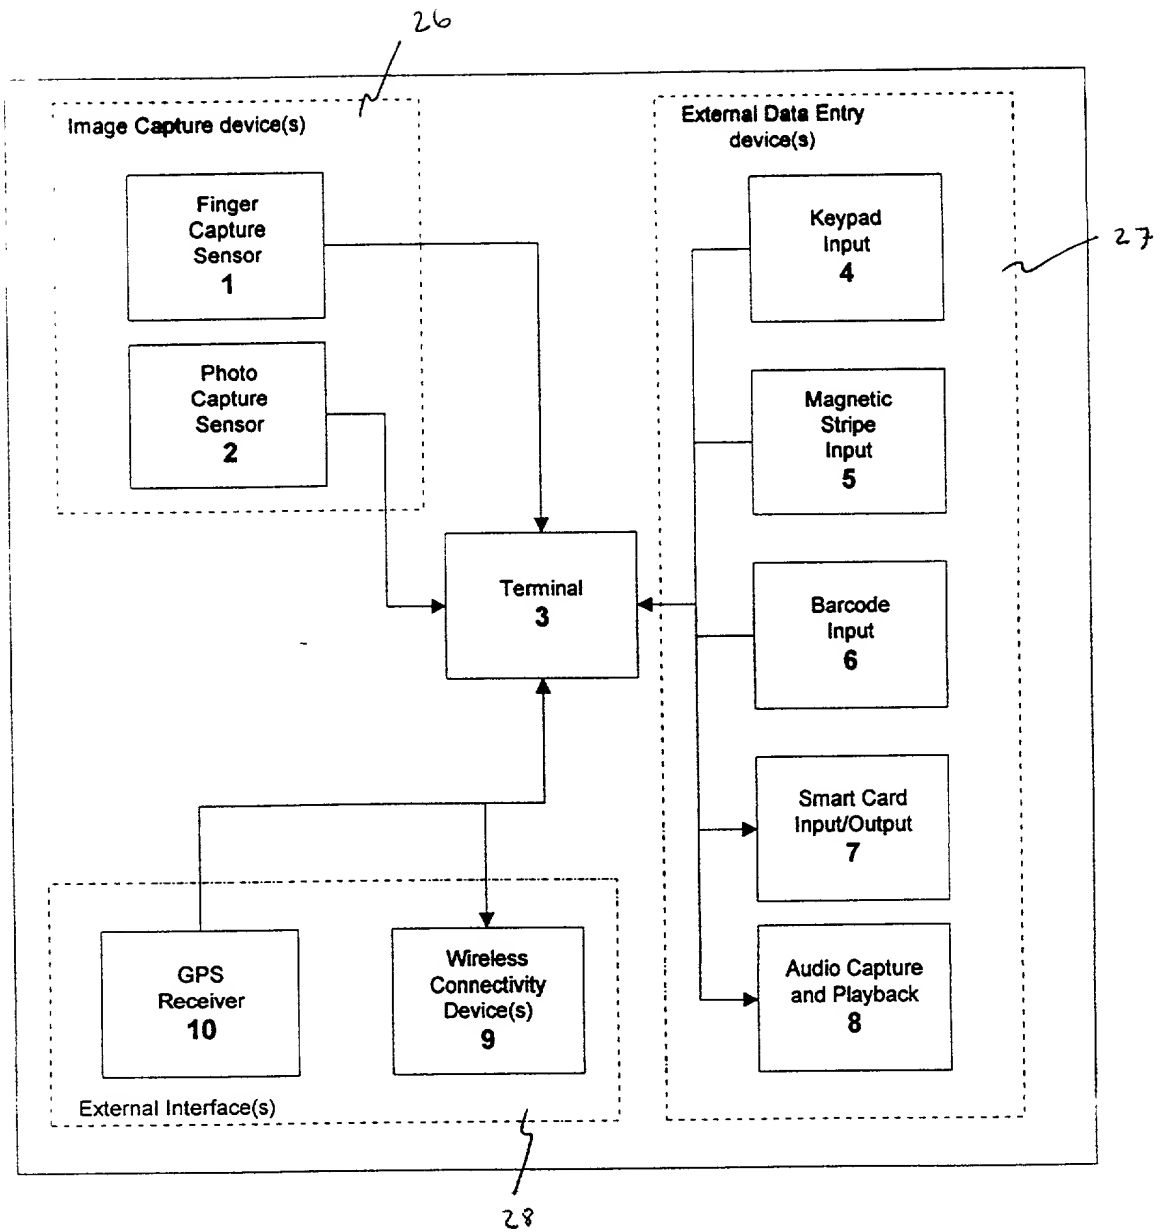 26
Image Capture device(s)
Finger
Capture
Sensor
1
Photo
Capture
Sensor
2
External Data Entry
device(s)
Keypad
Input
4
27
Magnetic
Stripe
Input
5
Terminal
3
Barcode
Input
6
Smart Card
Input/Output
7
Audio Capture
and Playback
8
GPS
Receiver
10
Wireless
Connectivity
Device(s)
9
External Interface(s)
28